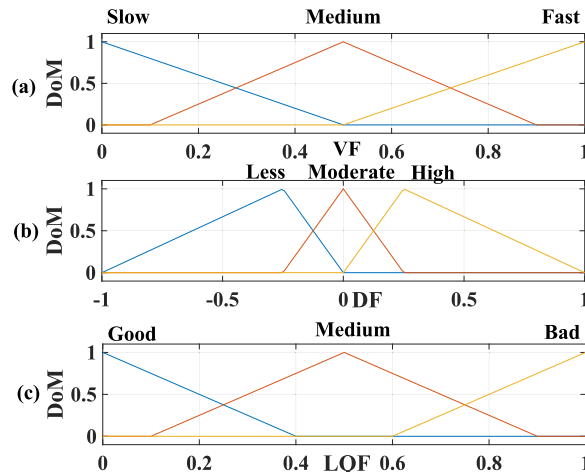 Slow Medium Fast
(a)
DoM
1
0.5
0
0 0.2 0.4 0.6 0.8 1
VF
Less Moderate High
(b)
DoM
1
0.5
0
-1 -0.5 0 0.5 1
DF
Good Medium Bad
(c)
DoM
1
0.5
0
0 0.2 0.4 0.6 0.8 1
LQF